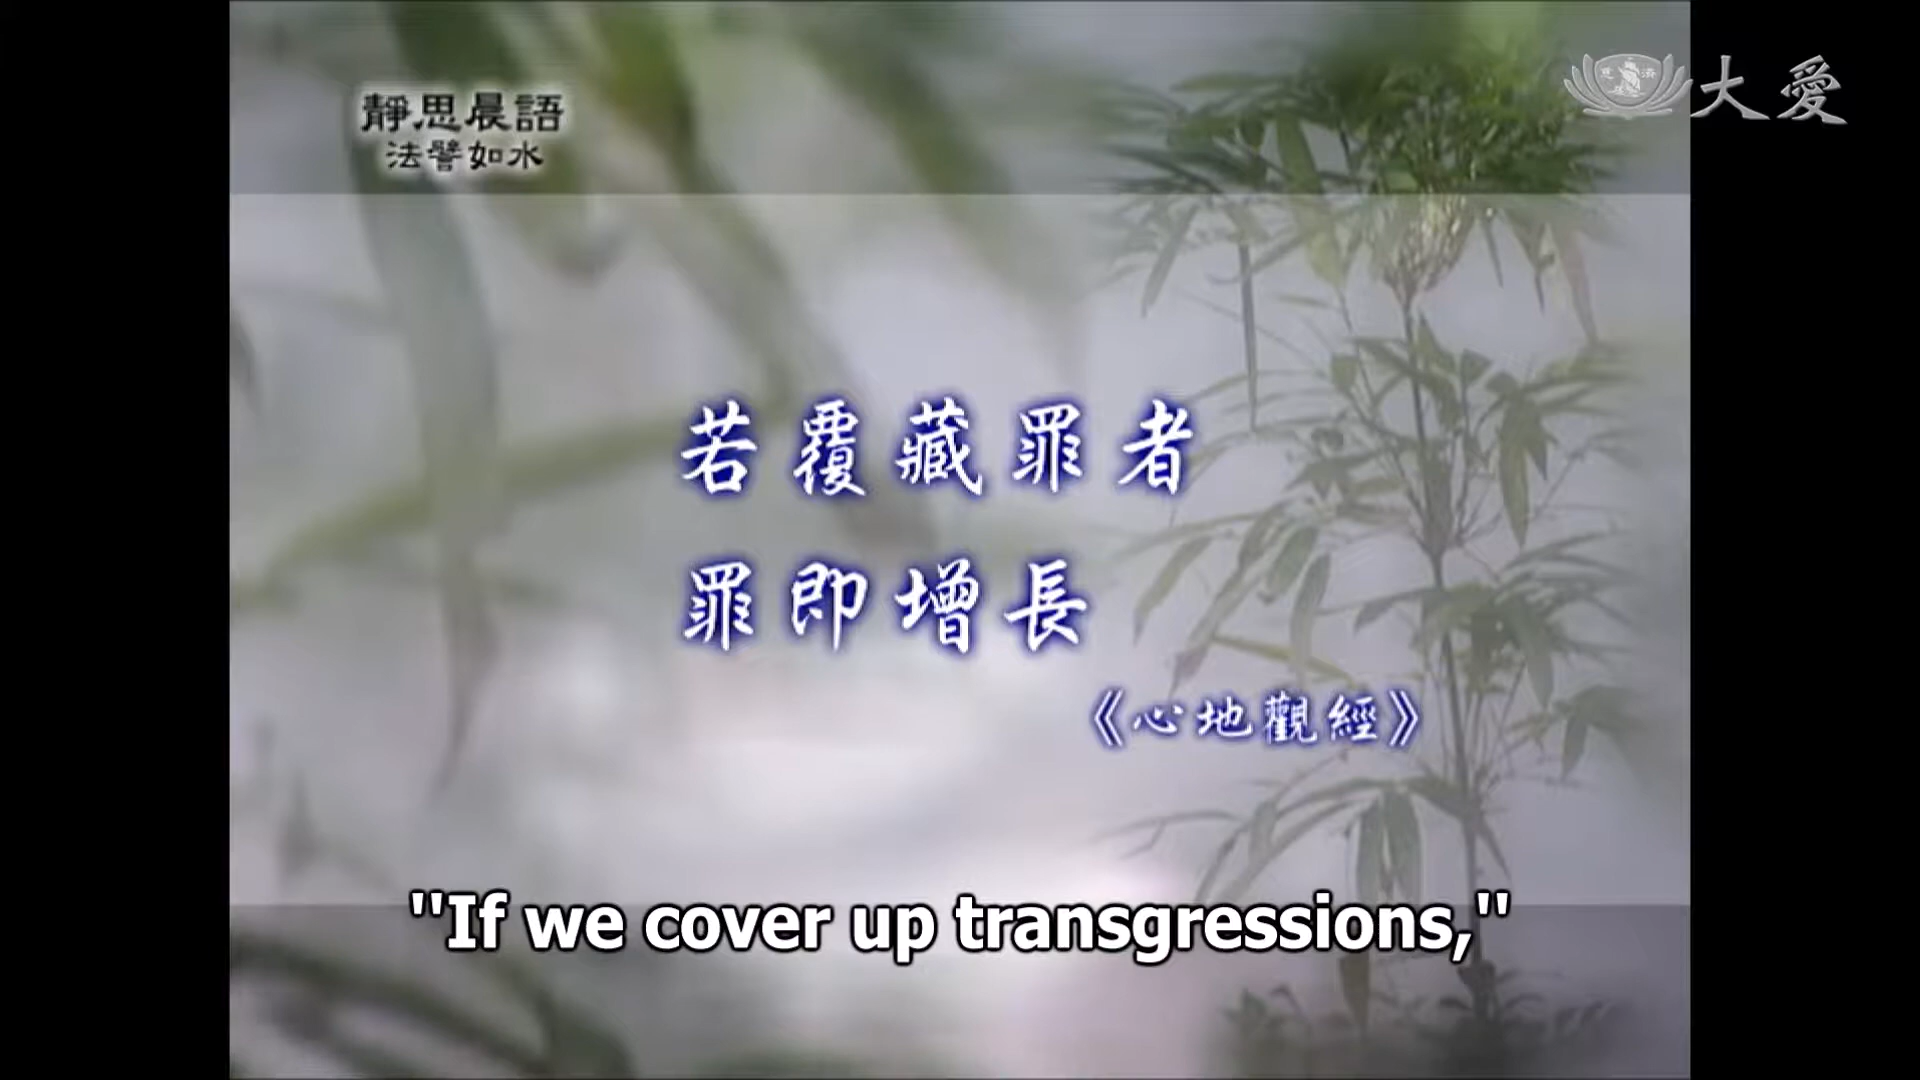 靜思晨語
法譬如水
大愛
若覆藏罪者
罪即增長
《心地觀經》
"If we cover up transgressions,"